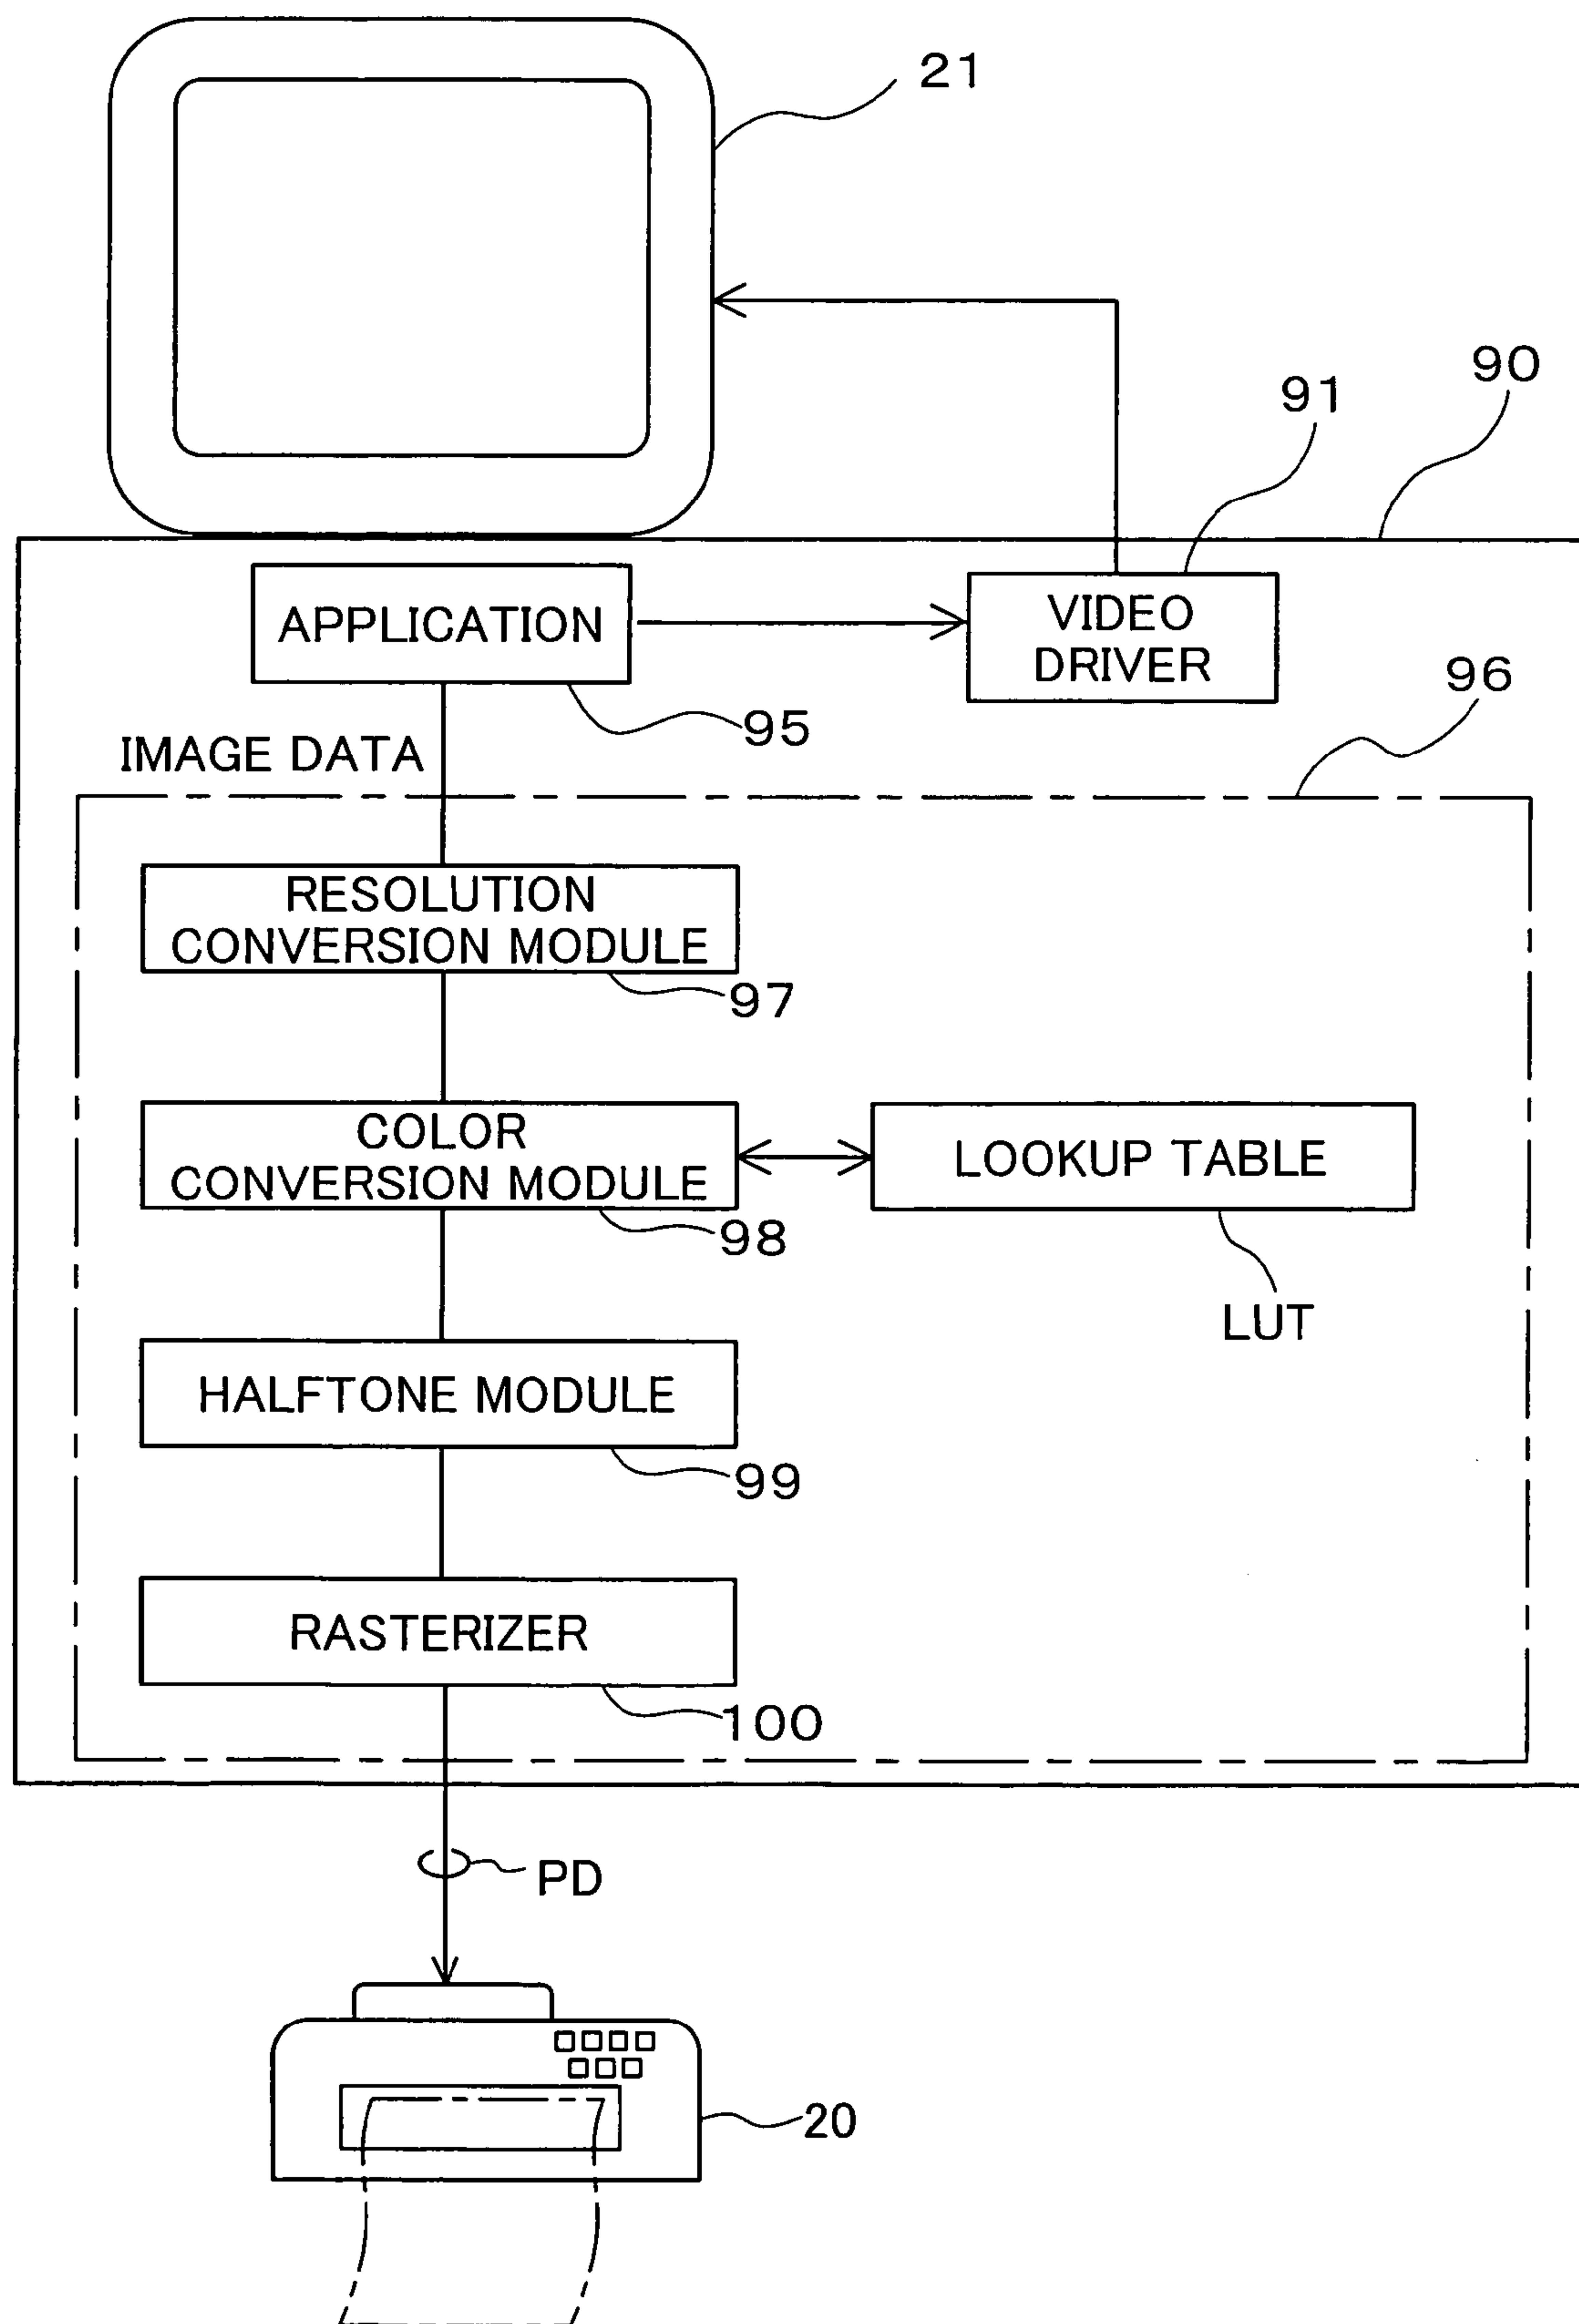 21
90
91
APPLICATION
VIDEO
DRIVER
96
95
IMAGE DATA
RESOLUTION
CONVERSION MODULE
97
COLOR
CONVERSION MODULE
LOOKUP TABLE
98
LUT
HALFTONE MODULE
99
RASTERIZER
100
PD
20